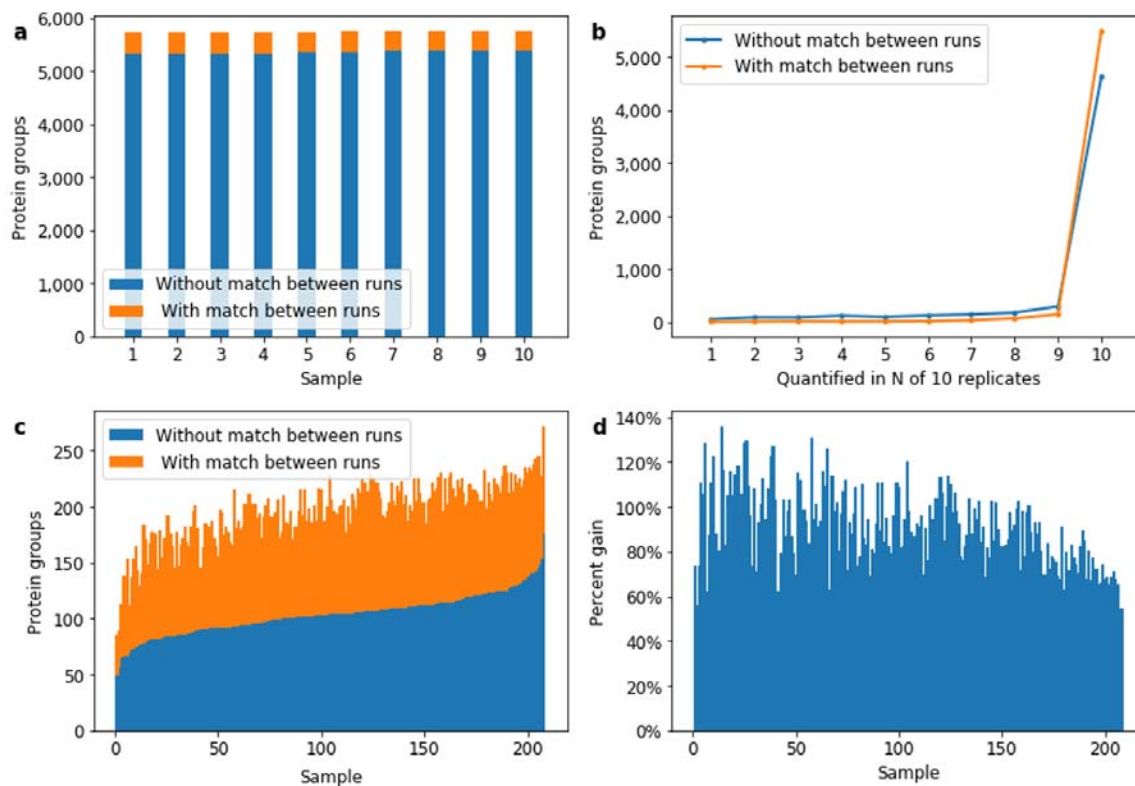 a
6,000
5,000
4,000
3,000
2,000
1,000
0
Protein groups
Without match between runs
With match between runs
1 2 3 4 5 6 7 8 9 10
Sample
b
5,000
4,000
3,000
2,000
1,000
0
Protein groups
Without match between runs
With match between runs
1 2 3 4 5 6 7 8 9 10
Quantified in N of 10 replicates
c
250
200
150
100
50
0
Protein groups
Without match between runs
With match between runs
0 50 100 150 200
Sample
d
140%
120%
100%
80%
60%
40%
20%
0%
Percent gain
0 50 100 150 200
Sample